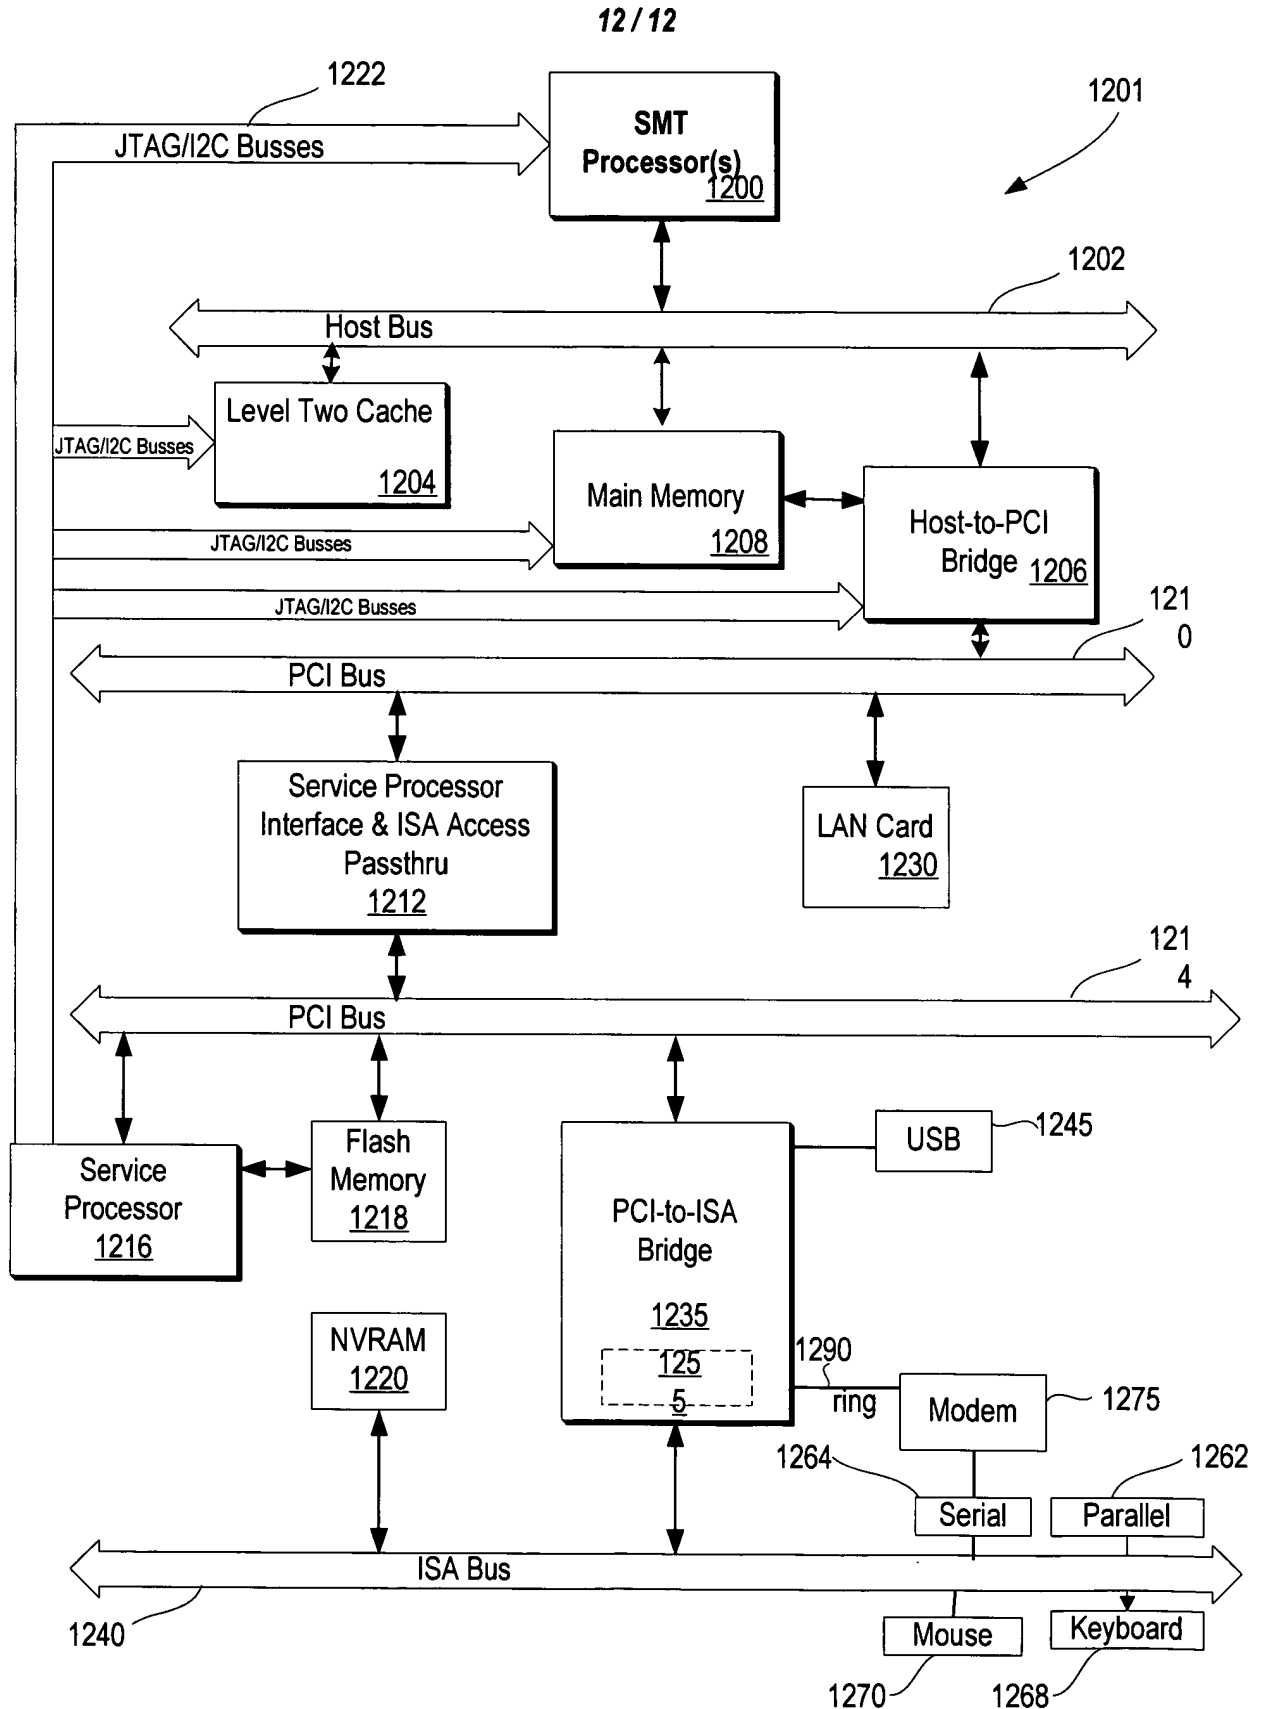 12 / 12
1222
1201
JTAG/I2C Busses
SMT
Processor(s)
1200
1202
Host Bus
Level Two Cache
1204
JTAG/I2C Busses
Main Memory
1208
Host-to-PCI
Bridge
1206
JTAG/I2C Busses
JTAG/I2C Busses
121
0
PCI Bus
Service Processor
Interface & ISA Access
Passthru
1212
LAN Card
1230
121
4
PCI Bus
Service
Processor
1216
Flash
Memory
1218
USB
1245
PCI-to-ISA
Bridge
1235
125
5
NVRAM
1220
1290
ring
Modem
1275
1264
1262
Serial
Parallel
ISA Bus
1240
Mouse
Keyboard
1270
1268